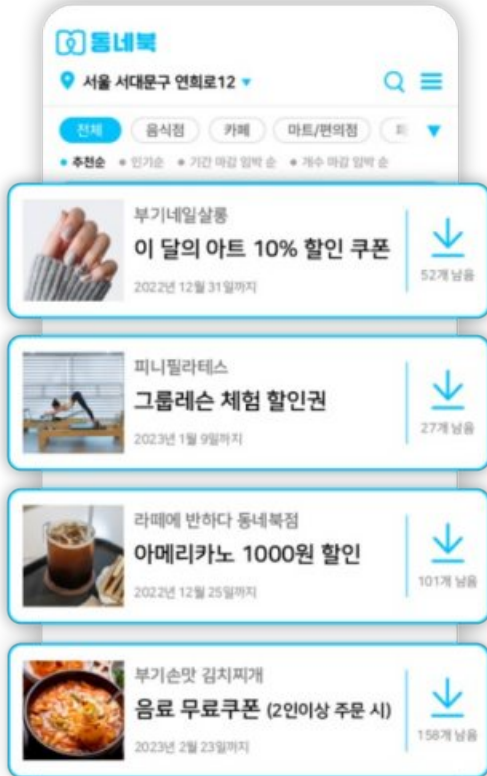 동네북
서울 서대문구 연희로12 ▼
전체 음식점 카페 마트/편의점
• 추천순 • 인기순 • 기간 마감 임박 순 • 개수 마감 임박 순
부기네일살롱
이 달의 아트 10% 할인 쿠폰
2022년 12월 31일까지
52개 남음
피니필라테스
그룹레슨 체험 할인권
2023년 1월 9일까지
27개 남음
라떼에 반하다 동네북점
아메리카노 1000원 할인
2022년 12월 25일까지
101개 남음
부기손맛 김치찌개
음료 무료쿠폰 (2인이상 주문 시)
2023년 2월 23일까지
158개 남음